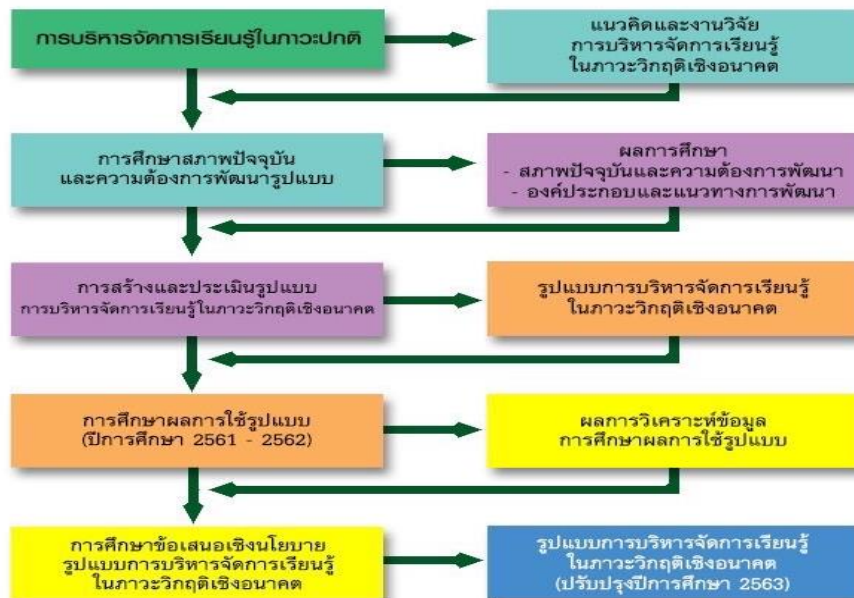 การบริหารจัดการเรียนรู้ในภาวะปกติ
แนวคิดและงานวิจัย
การบริหารจัดการเรียนรู้
ในภาวะวิกฤติเชิงอนาคต
การศึกษาสภาพปัจจุบัน
และความต้องการพัฒนารูปแบบ
ผลการศึกษา
- สภาพปัจจุบันและความต้องการพัฒนา
- องค์ประกอบและแนวทางการพัฒนา
การสร้างและประเมินรูปแบบ
การบริหารจัดการเรียนรู้ในภาวะวิกฤติเชิงอนาคต
รูปแบบการบริหารจัดการเรียนรู้
ในภาวะวิกฤติเชิงอนาคต
การศึกษาผลการใช้รูปแบบ
(ปีการศึกษา 2561 - 2562)
ผลการวิเคราะห์ข้อมูล
การศึกษาผลการใช้รูปแบบ
การศึกษาข้อเสนอเชิงนโยบาย
รูปแบบการบริหารจัดการเรียนรู้
ในภาวะวิกฤติเชิงอนาคต
รูปแบบการบริหารจัดการเรียนรู้
ในภาวะวิกฤติเชิงอนาคต
(ปรับปรุงปีการศึกษา 2563)